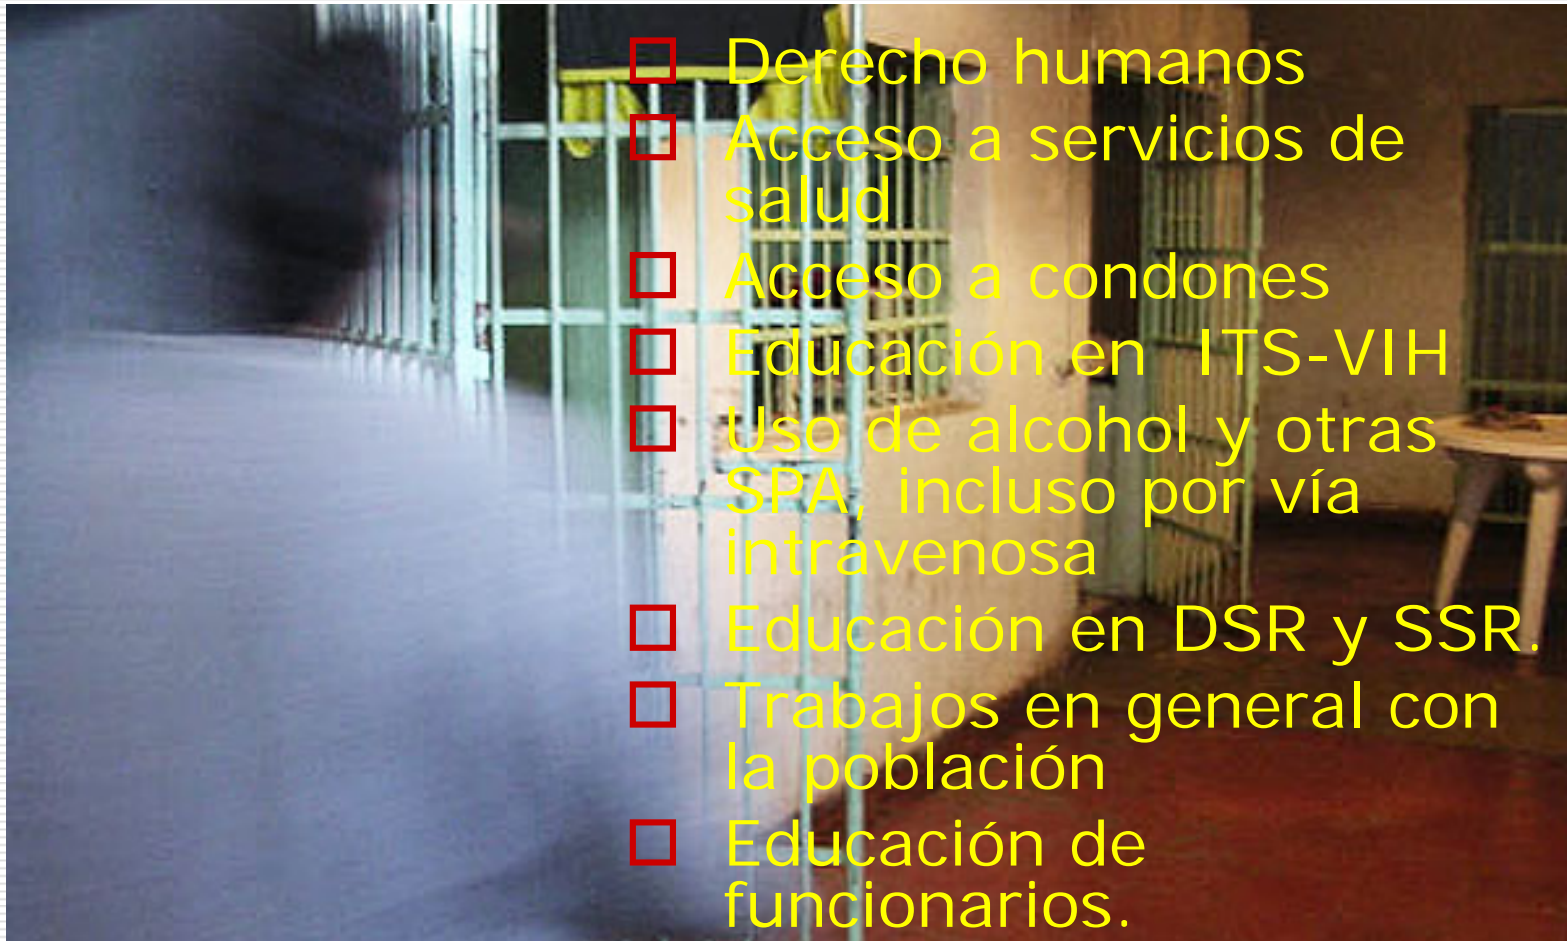 Derecho humanos
Acceso a servicios de
salud
Acceso a condones
Educación en ITS-VIH
Uso de alcohol y otras
SPA, incluso por vía
intravenosa
Educación en DSR y SSR.
Trabajos en general con
la población
Educación de
funcionarios.